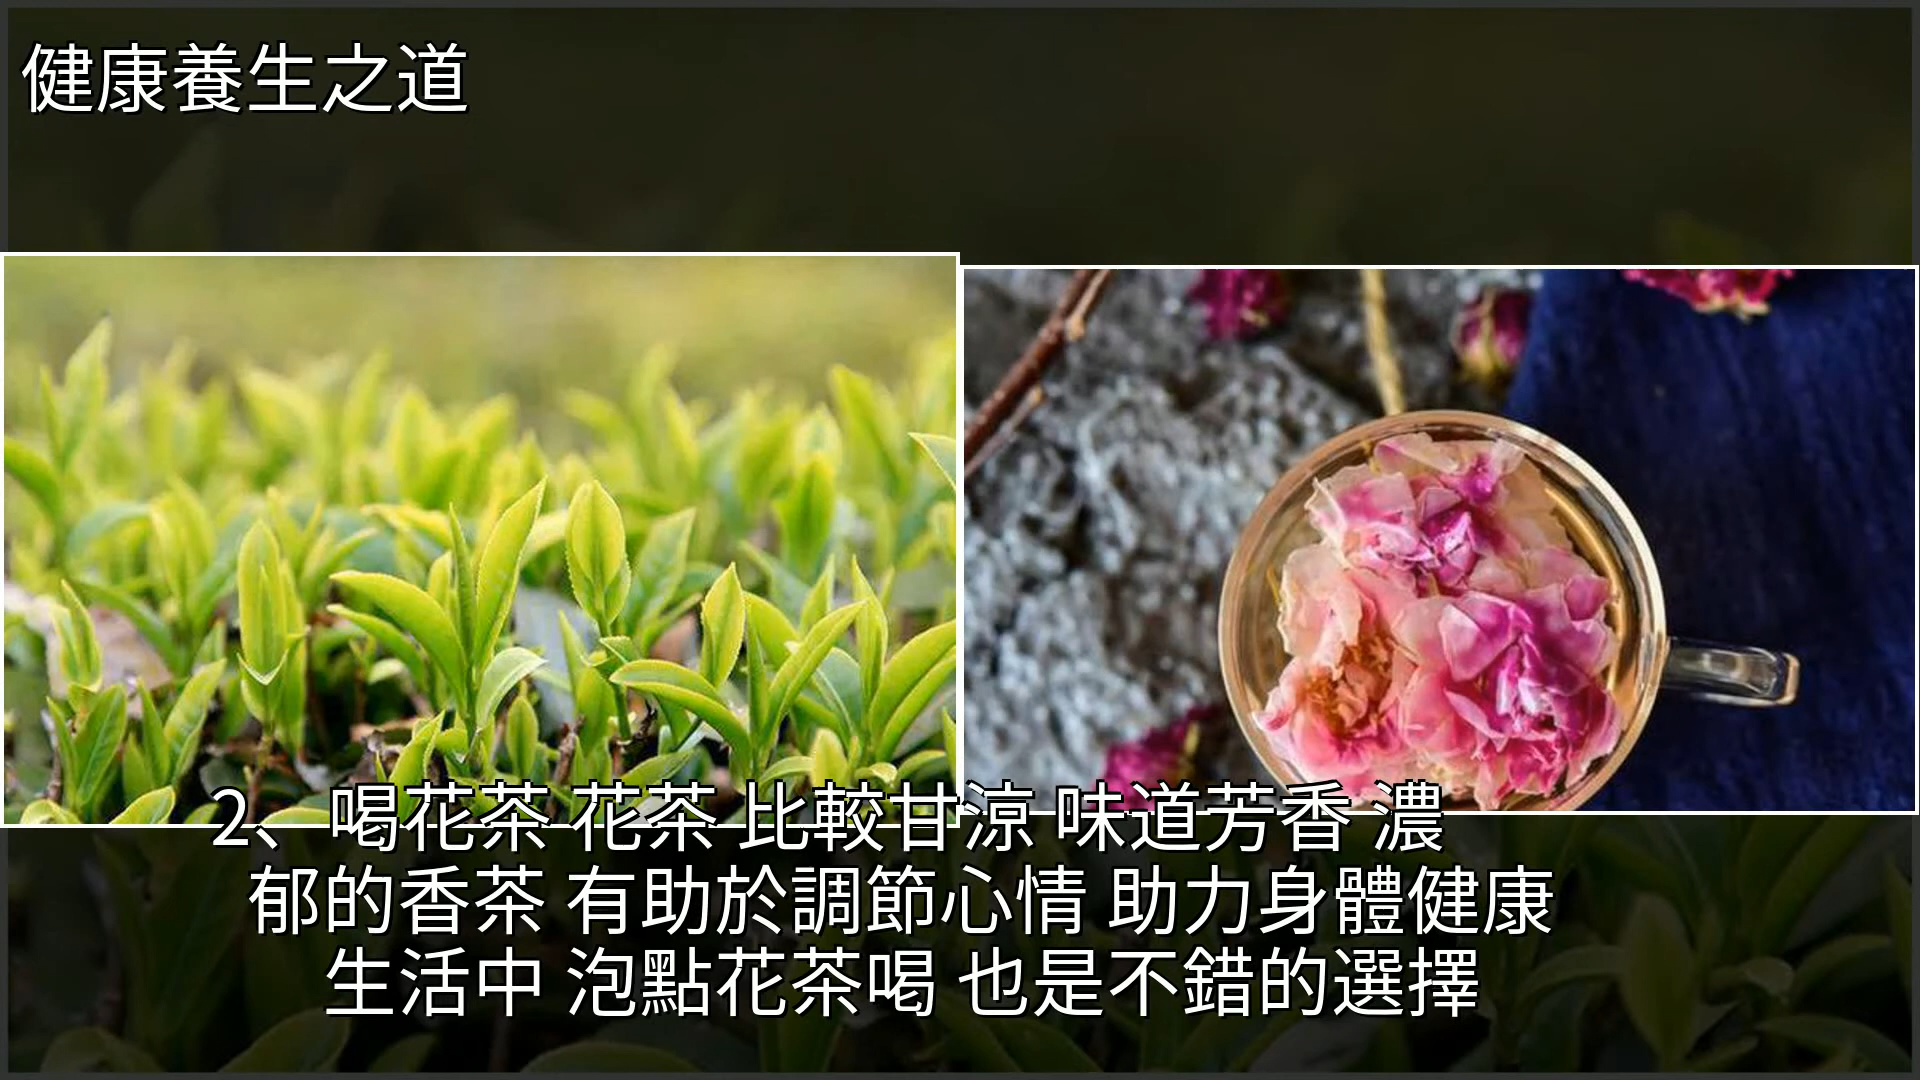 健康養生之道
2、 喝花茶 花茶 比較甘涼 味道芳香 濃
郁的香茶 有助於調節心情 助力身體健康
生活中 泡點花茶喝 也是不錯的選擇